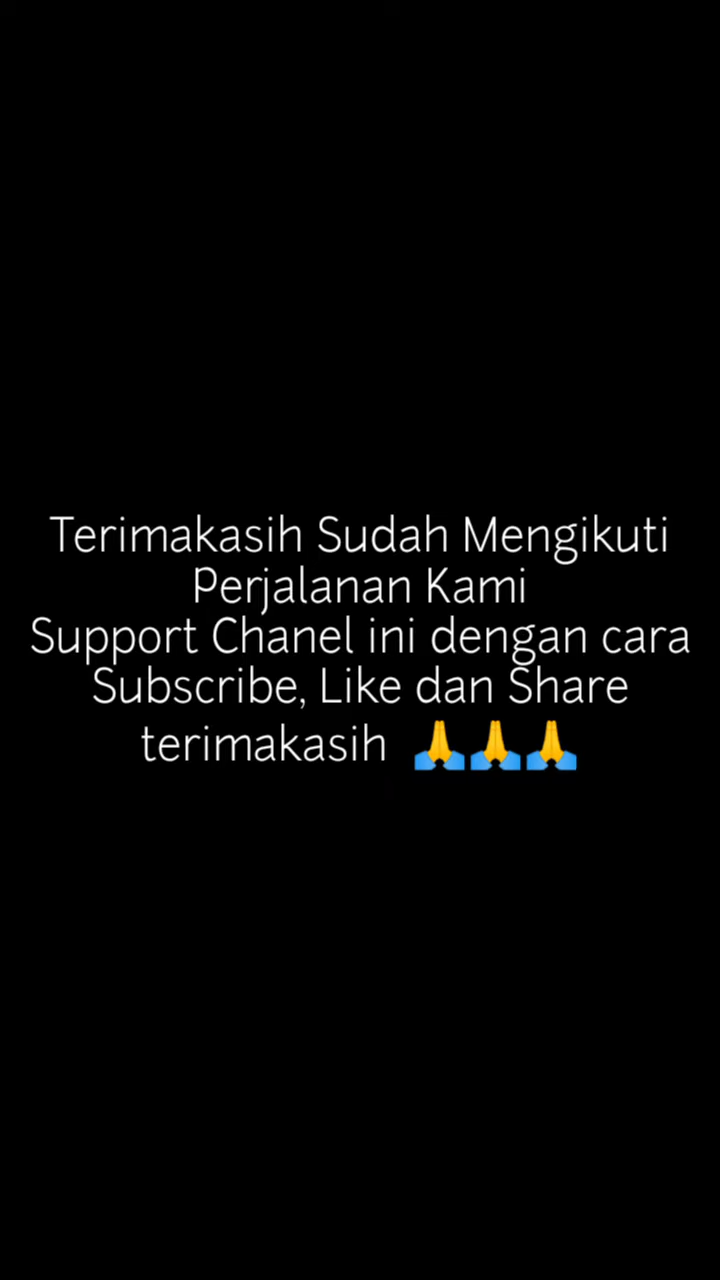 Terimakasih Sudah Mengikuti
Perjalanan Kami
Support Chanel ini dengan cara
Subscribe, Like dan Share
terimakasih 🙏🙏🙏